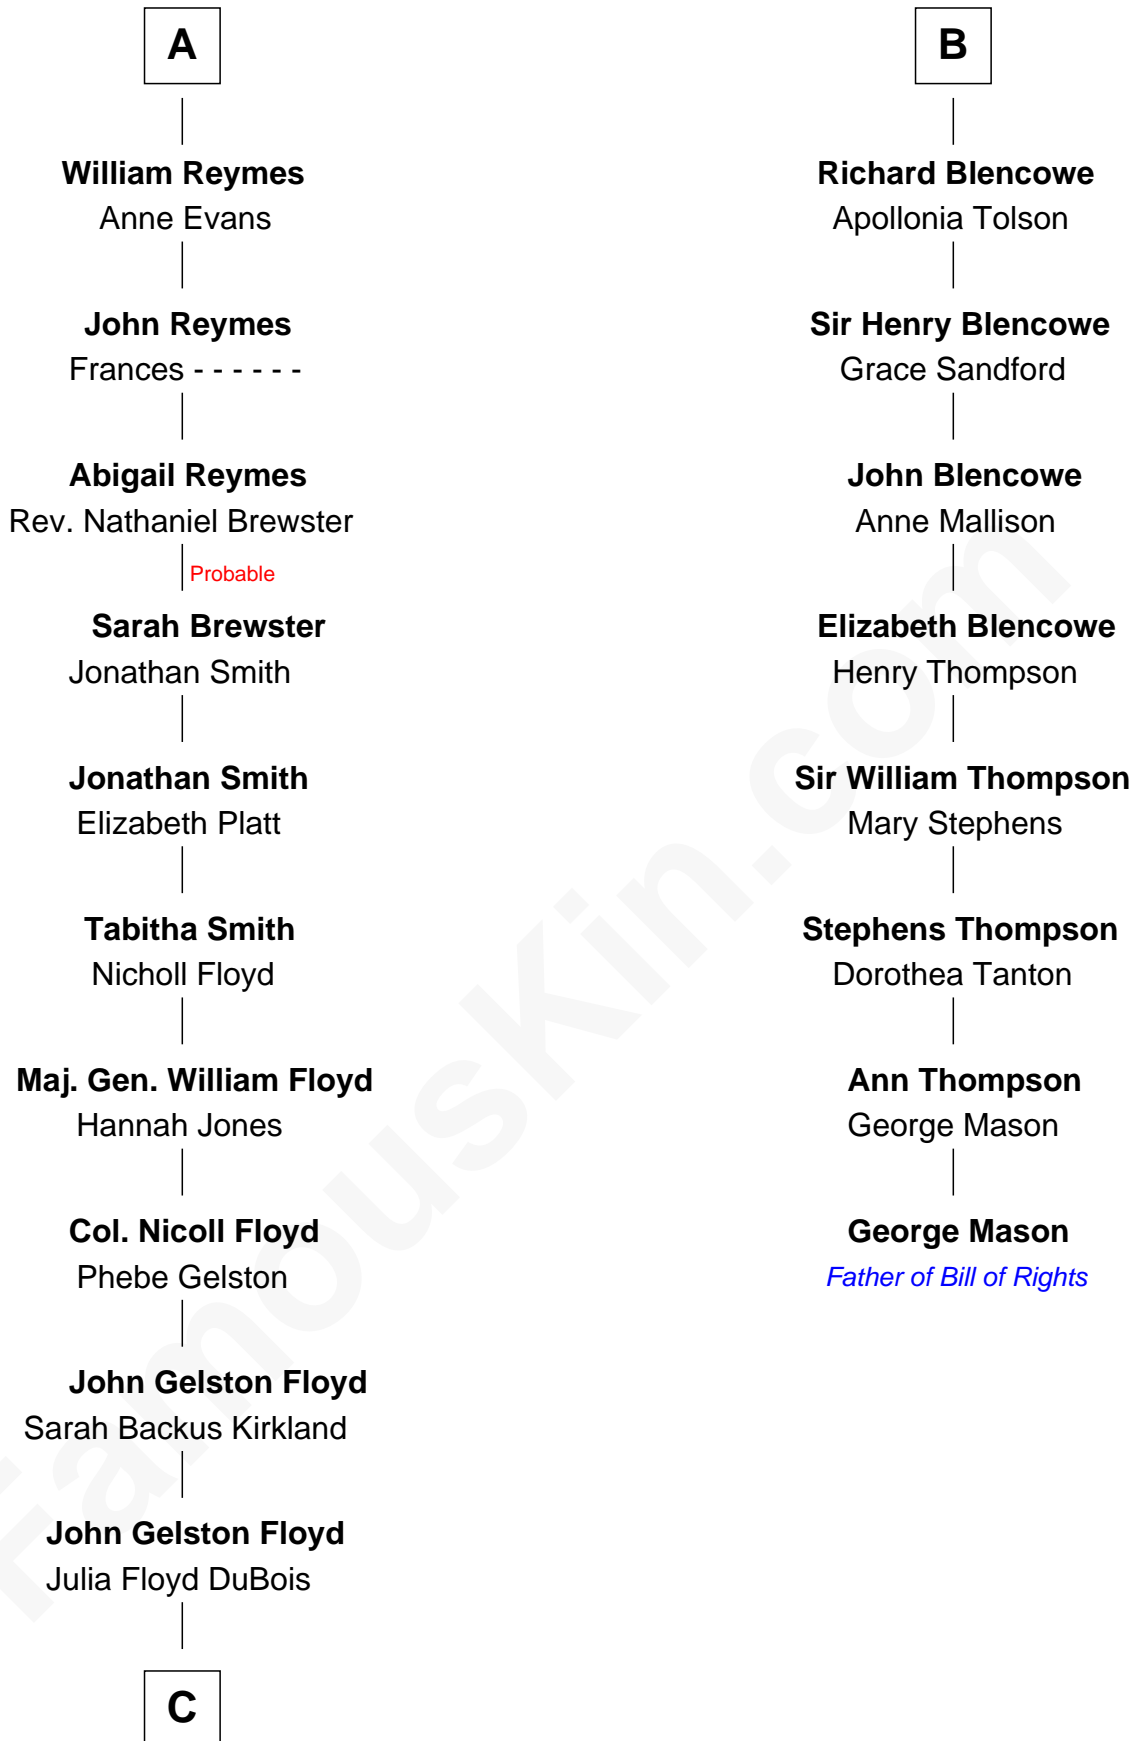 A
William Reymes
Anne Evans
John Reymes
Frances - - - - - -
Abigail Reymes
Rev. Nathaniel Brewster
Probable
Sarah Brewster
Jonathan Smith
Jonathan Smith
Elizabeth Platt
Tabitha Smith
Nicholl Floyd
Maj. Gen. William Floyd
Hannah Jones
Col. Nicoll Floyd
Phebe Gelston
John Gelston Floyd
Sarah Backus Kirkland
John Gelston Floyd
Julia Floyd DuBois
C
B
Richard Blencowe
Apollonia Tolson
Sir Henry Blencowe
Grace Sandford
John Blencowe
Anne Mallison
Elizabeth Blencowe
Henry Thompson
Sir William Thompson
Mary Stephens
Stephens Thompson
Dorothea Tanton
Ann Thompson
George Mason
George Mason
Father of Bill of Rights
FamousKin.com